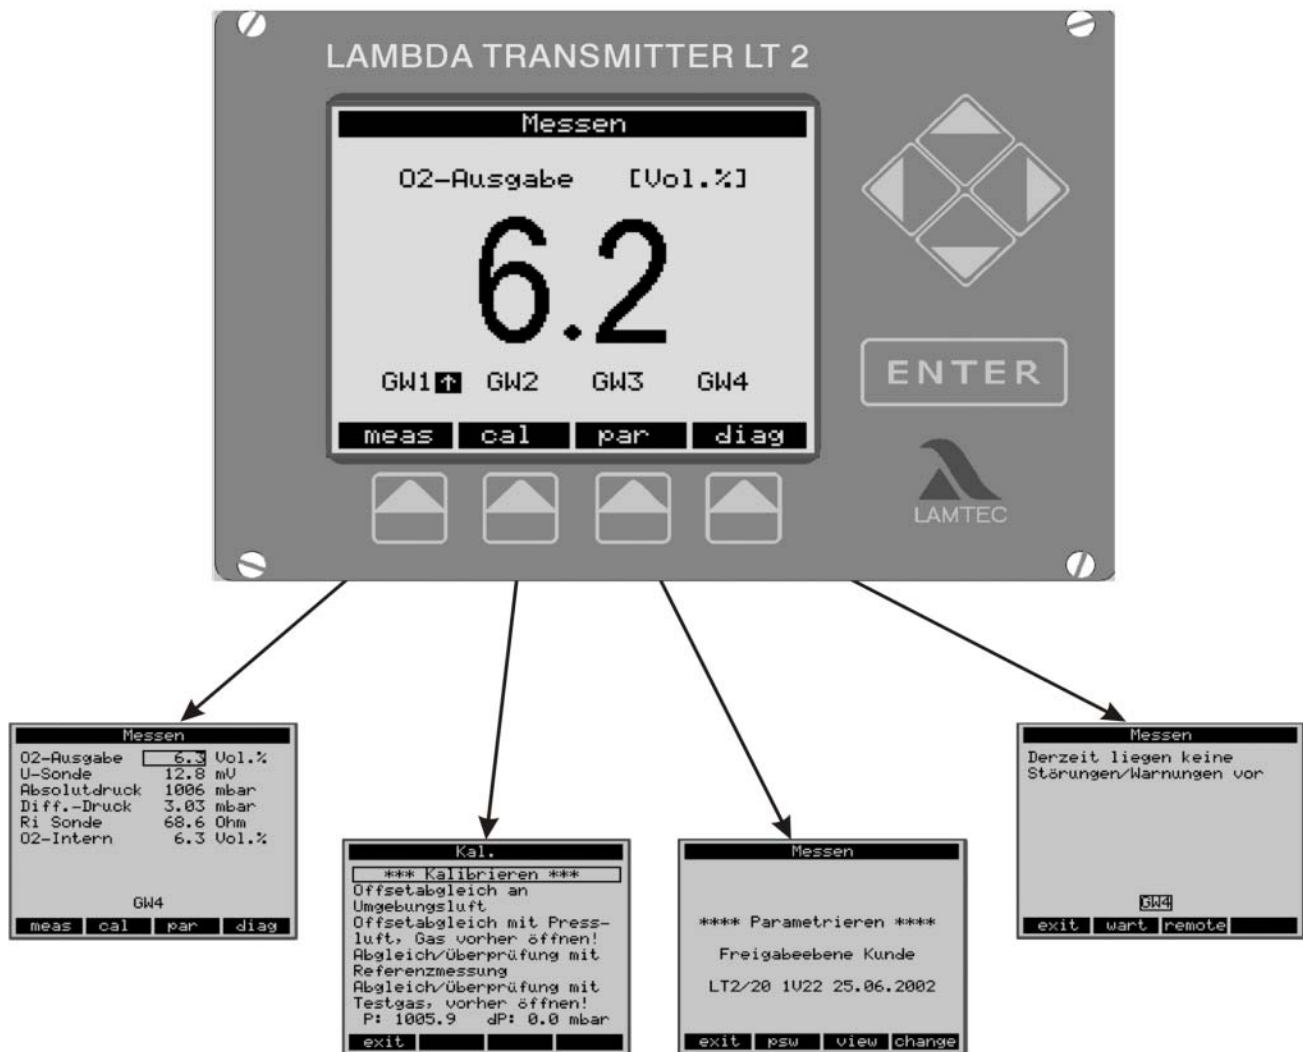 LAMBDA TRANSMITTER LT 2
Messen
O2-Ausgabe [Vol.%]
6.2
GW1↑ GW2 GW3 GW4
meas cal par diag
ENTER
LAMTEC
Messen
O2-Ausgabe 6.3 Vol.%
U-Sonde 12.8 mV
Absolutdruck 1006 mbar
Diff.-Druck 3.03 mbar
Ri Sonde 68.6 Ohm
O2-Intern 6.3 Vol.%
GW4
meas cal par diag
Kal.
*** Kalibrieren ***
Offsetabgleich an
Umgebungsluft
Offsetabgleich mit Press-
luft, Gas vorher öffnen!
Abgleich/Überprüfung mit
Referenzmessung
Abgleich/Überprüfung mit
Testgas, vorher öffnen!
P: 1005.9 dP: 0.0 mbar
exit
Messen
**** Parametrieren ****
Freigabeebene Kunde
LT2/20 1V22 25.06.2002
exit psw view change
Messen
Derzeit liegen keine
Störungen/Warnungen vor
GW4
exit wart remote